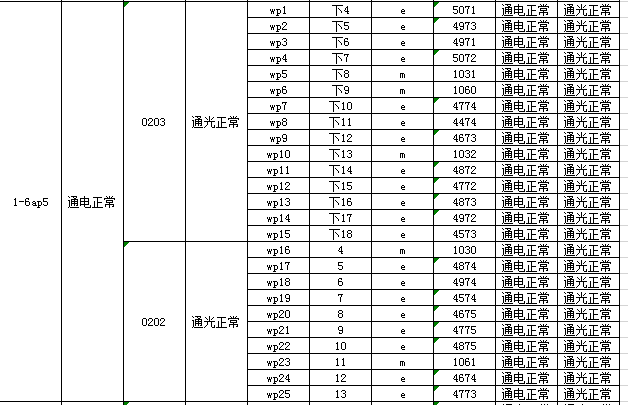 wp1 下4 e 5071 通电正常 通光正常
wp2 下5 e 4973 通电正常 通光正常
wp3 下6 e 4971 通电正常 通光正常
wp4 下7 e 5072 通电正常 通光正常
wp5 下8 m 1031 通电正常 通光正常
wp6 下9 m 1060 通电正常 通光正常
wp7 下10 e 4774 通电正常 通光正常
0203 通光正常 wp8 下11 e 4474 通电正常 通光正常
wp9 下12 e 4673 通电正常 通光正常
wp10 下13 m 1032 通电正常 通光正常
wp11 下14 e 4872 通电正常 通光正常
wp12 下15 e 4772 通电正常 通光正常
1-6ap5 通电正常 wp13 下16 e 4873 通电正常 通光正常
wp14 下17 e 4972 通电正常 通光正常
wp15 下18 e 4573 通电正常 通光正常
wp16 4 m 1030 通电正常 通光正常
wp17 5 e 4874 通电正常 通光正常
wp18 6 e 4974 通电正常 通光正常
wp19 7 e 4574 通电正常 通光正常
wp20 8 e 4675 通电正常 通光正常
0202 通光正常 wp21 9 e 4775 通电正常 通光正常
wp22 10 e 4875 通电正常 通光正常
wp23 11 m 1061 通电正常 通光正常
wp24 12 e 4674 通电正常 通光正常
wp25 13 e 4773 通电正常 通光正常